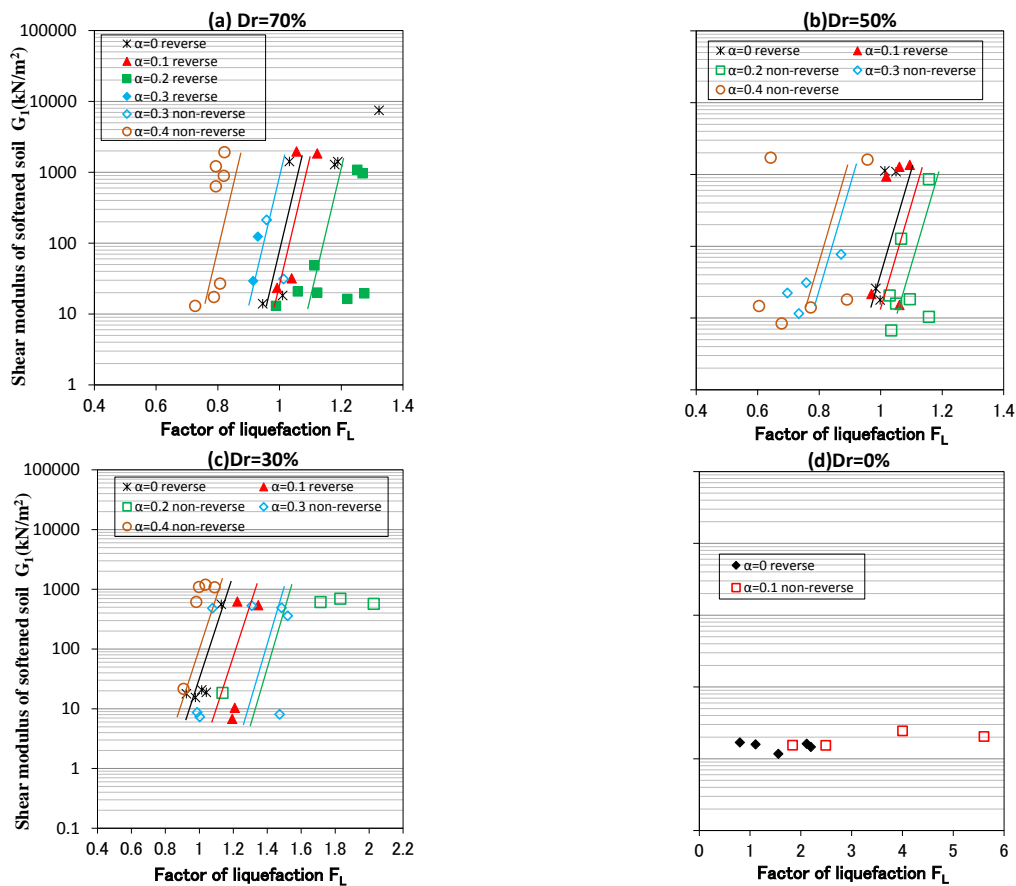 (a) Dr=70%
Shear modulus of softened soil G1(kN/m²)
100000
10000
1000
100
10
1
α=0 reverse
α=0.1 reverse
α=0.2 reverse
α=0.3 reverse
α=0.3 non-reverse
α=0.4 non-reverse
0.4 0.6 0.8 1 1.2 1.4
Factor of liquefaction FL
(b)Dr=50%
α=0 reverse α=0.1 reverse
α=0.2 non-reverse α=0.3 non-reverse
α=0.4 non-reverse
0.4 0.6 0.8 1 1.2 1.4
Factor of liquefaction FL
(c)Dr=30%
Shear modulus of softened soil G1(kN/m²)
100000
10000
1000
100
10
1
0.1
α=0 reverse α=0.1 reverse
α=0.2 non-reverse α=0.3 non-reverse
α=0.4 non-reverse
0.4 0.6 0.8 1 1.2 1.4 1.6 1.8 2 2.2
Factor of liquefaction FL
(d)Dr=0%
α=0 reverse
α=0.1 non-reverse
0 1 2 3 4 5 6
Factor of liquefaction FL